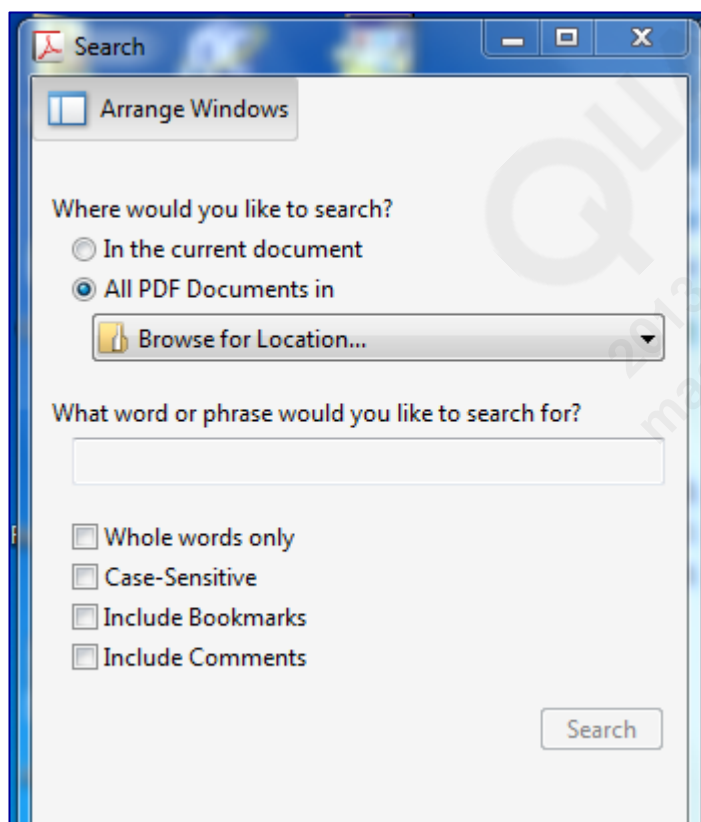 Search
Arrange Windows
Where would you like to search?
In the current document
All PDF Documents in
Browse for Location...
What word or phrase would you like to search for?
Whole words only
Case-Sensitive
Include Bookmarks
Include Comments
Search